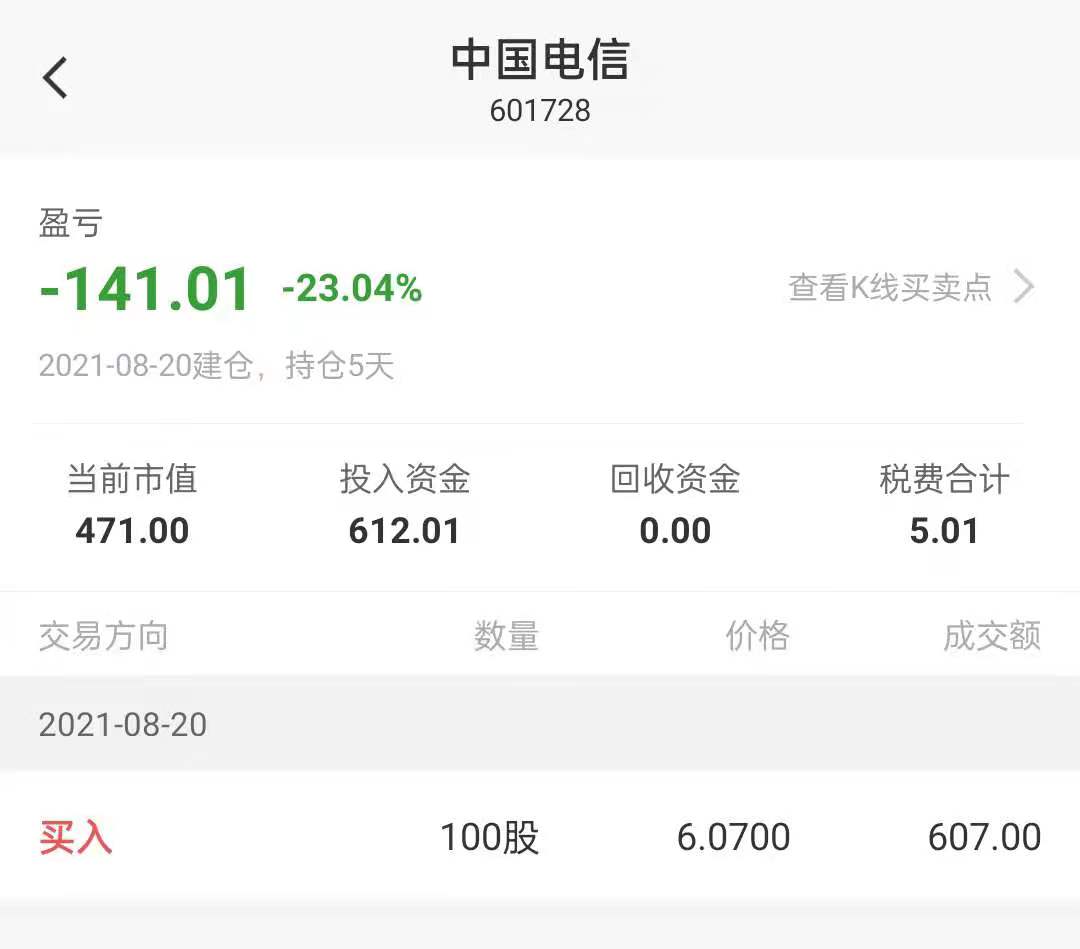 中国电信
601728
盈亏
-141.01 -23.04% 查看K线买卖点
2021-08-20建仓，持仓5天
当前市值 投入资金 回收资金 税费合计
471.00 612.01 0.00 5.01
交易方向 数量 价格 成交额
2021-08-20
买入 100股 6.0700 607.00